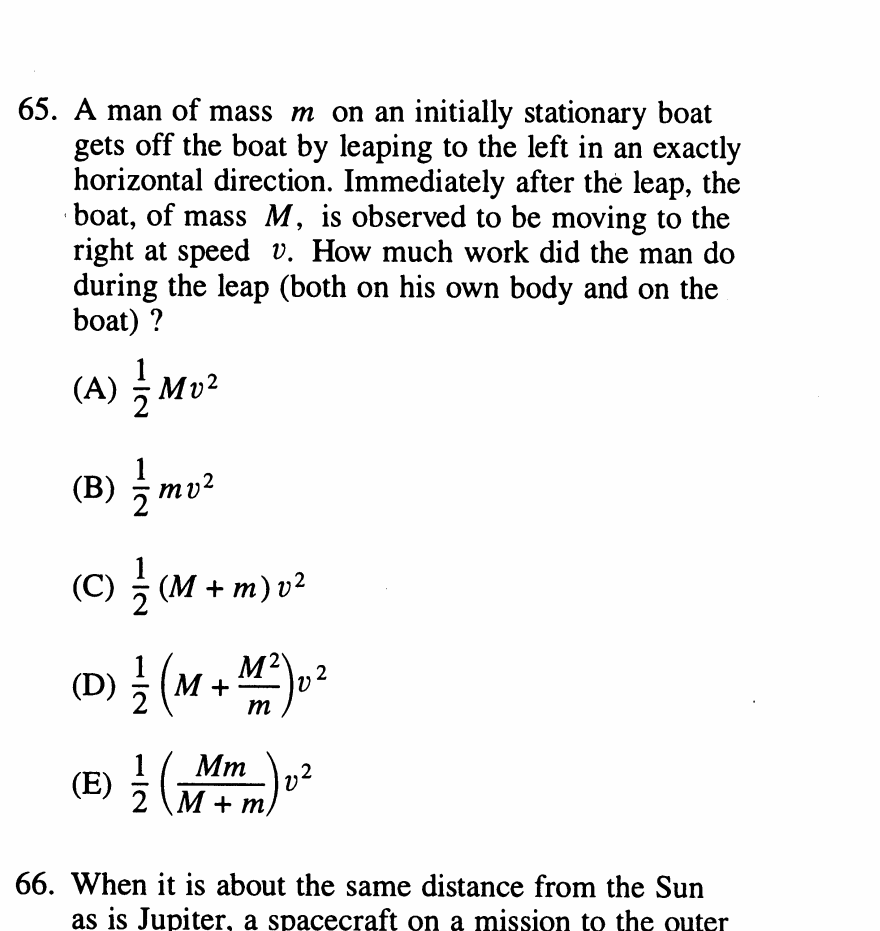 65. A man of mass m on an initially stationary boat
gets off the boat by leaping to the left in an exactly
horizontal direction. Immediately after the leap, the
boat, of mass M, is observed to be moving to the
right at speed v. How much work did the man do
during the leap (both on his own body and on the
boat) ?
(A) 1/2 Mv²
(B) 1/2 mv²
(C) 1/2 (M + m) v²
(D) 1/2 (M + M²/m) v²
(E) 1/2 (Mm/(M + m)) v²
66. When it is about the same distance from the Sun
as is Jupiter, a spacecraft on a mission to the outer